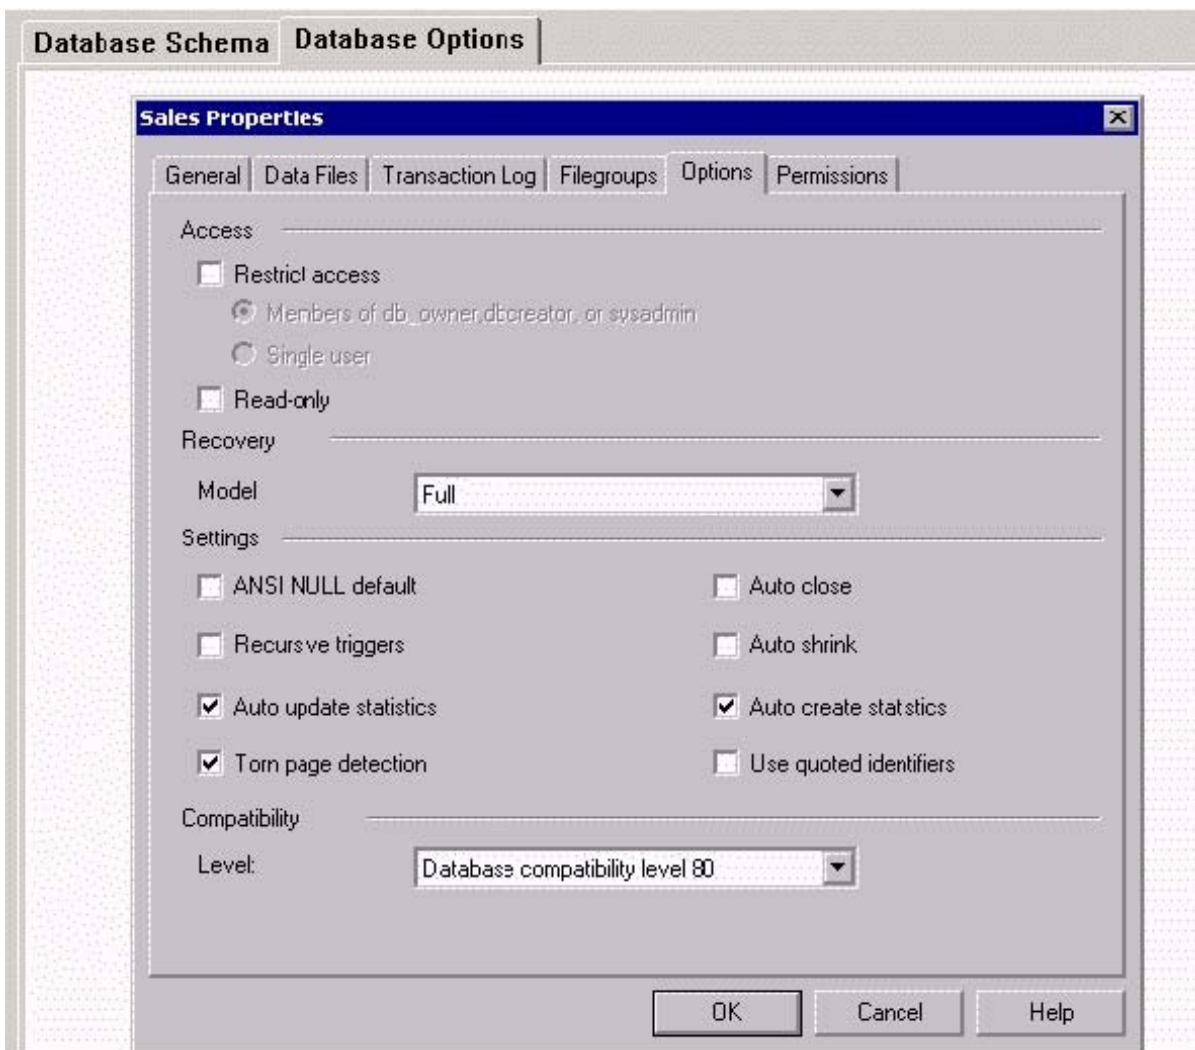 Database Schema Database Options
Sales Properties
General Data Files Transaction Log Filegroups Options Permissions
Access
Restrict access
Members of db_owner,dbcreator, or sysadmin
Single user
Read-only
Recovery
Model Full
Settings
ANSI NULL default Auto close
Recursve triggers Auto shrink
Auto update statistics Auto create statstics
Torn page detection Use quoted identifiers
Compatibility
Level: Database compatibility level 80
OK Cancel Help